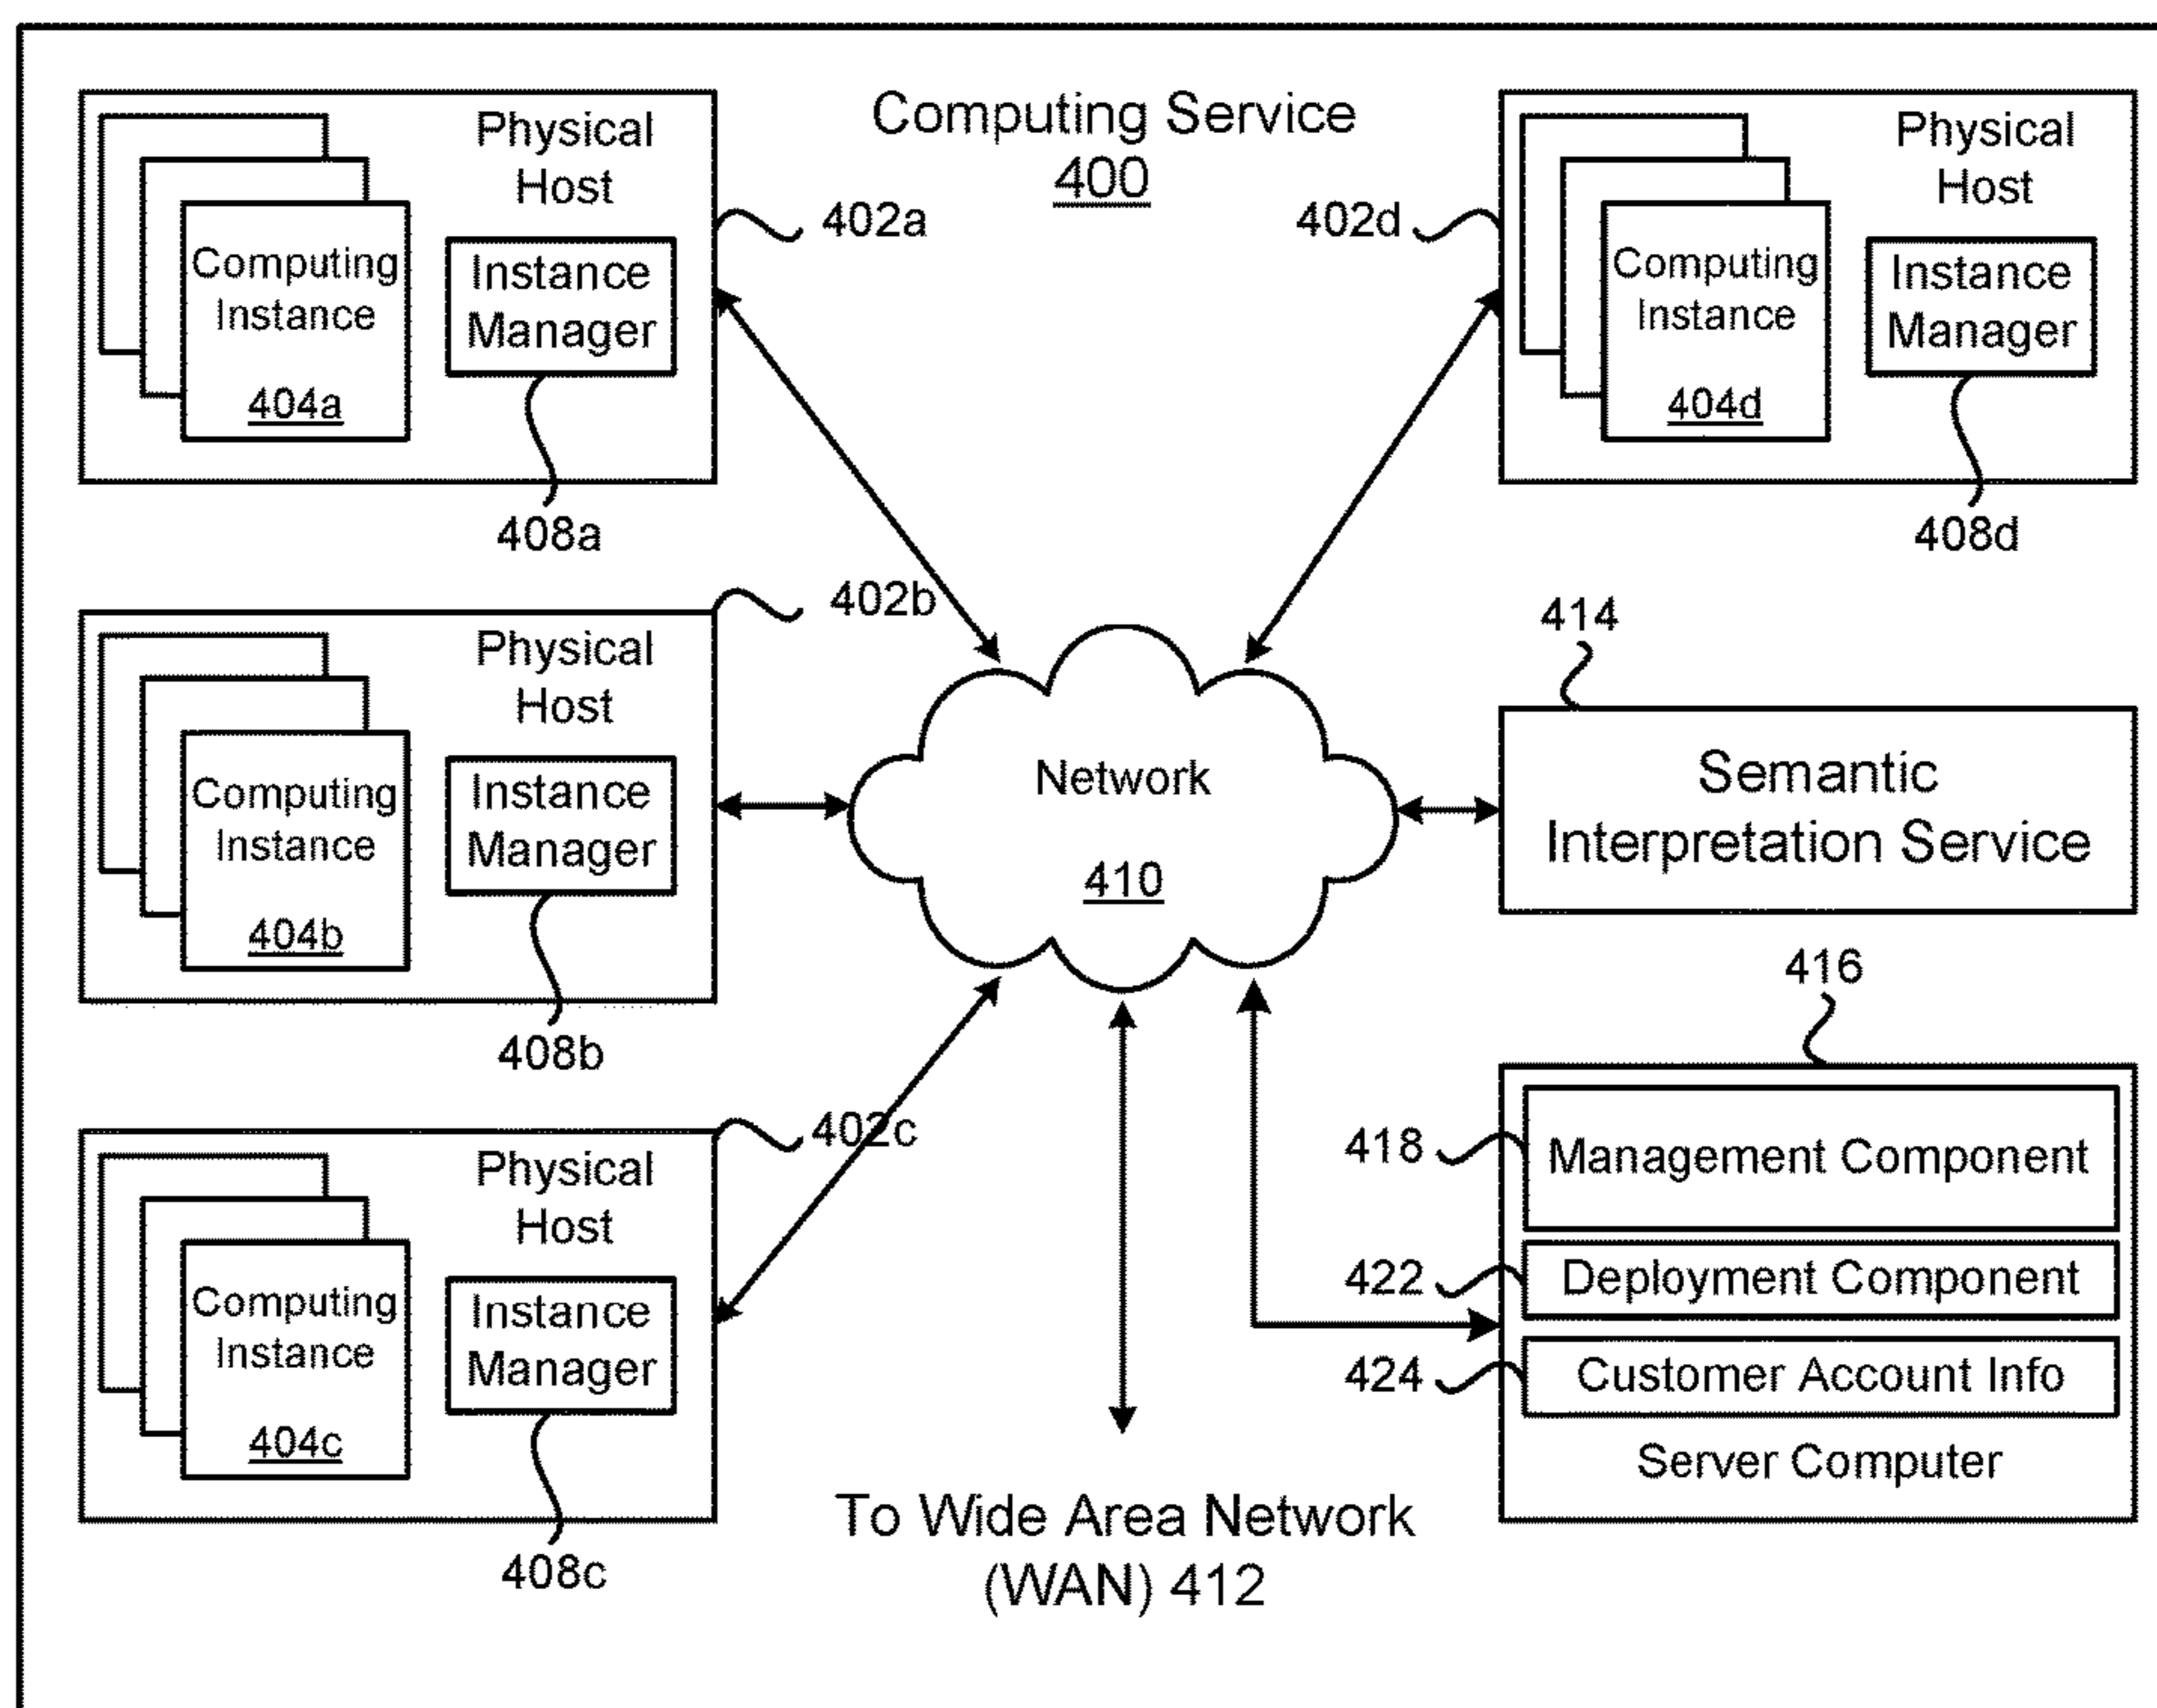 Computing Service
400
Physical
Host
Computing
Instance
404a
Instance
Manager
402a
408a
402d
Physical
Host
Computing
Instance
404d
Instance
Manager
408d
402b
Physical
Host
Computing
Instance
404b
Instance
Manager
408b
Network
410
414
Semantic
Interpretation Service
402c
Physical
Host
Computing
Instance
404c
Instance
Manager
408c
To Wide Area Network
(WAN) 412
416
418
Management Component
422
Deployment Component
424
Customer Account Info
Server Computer